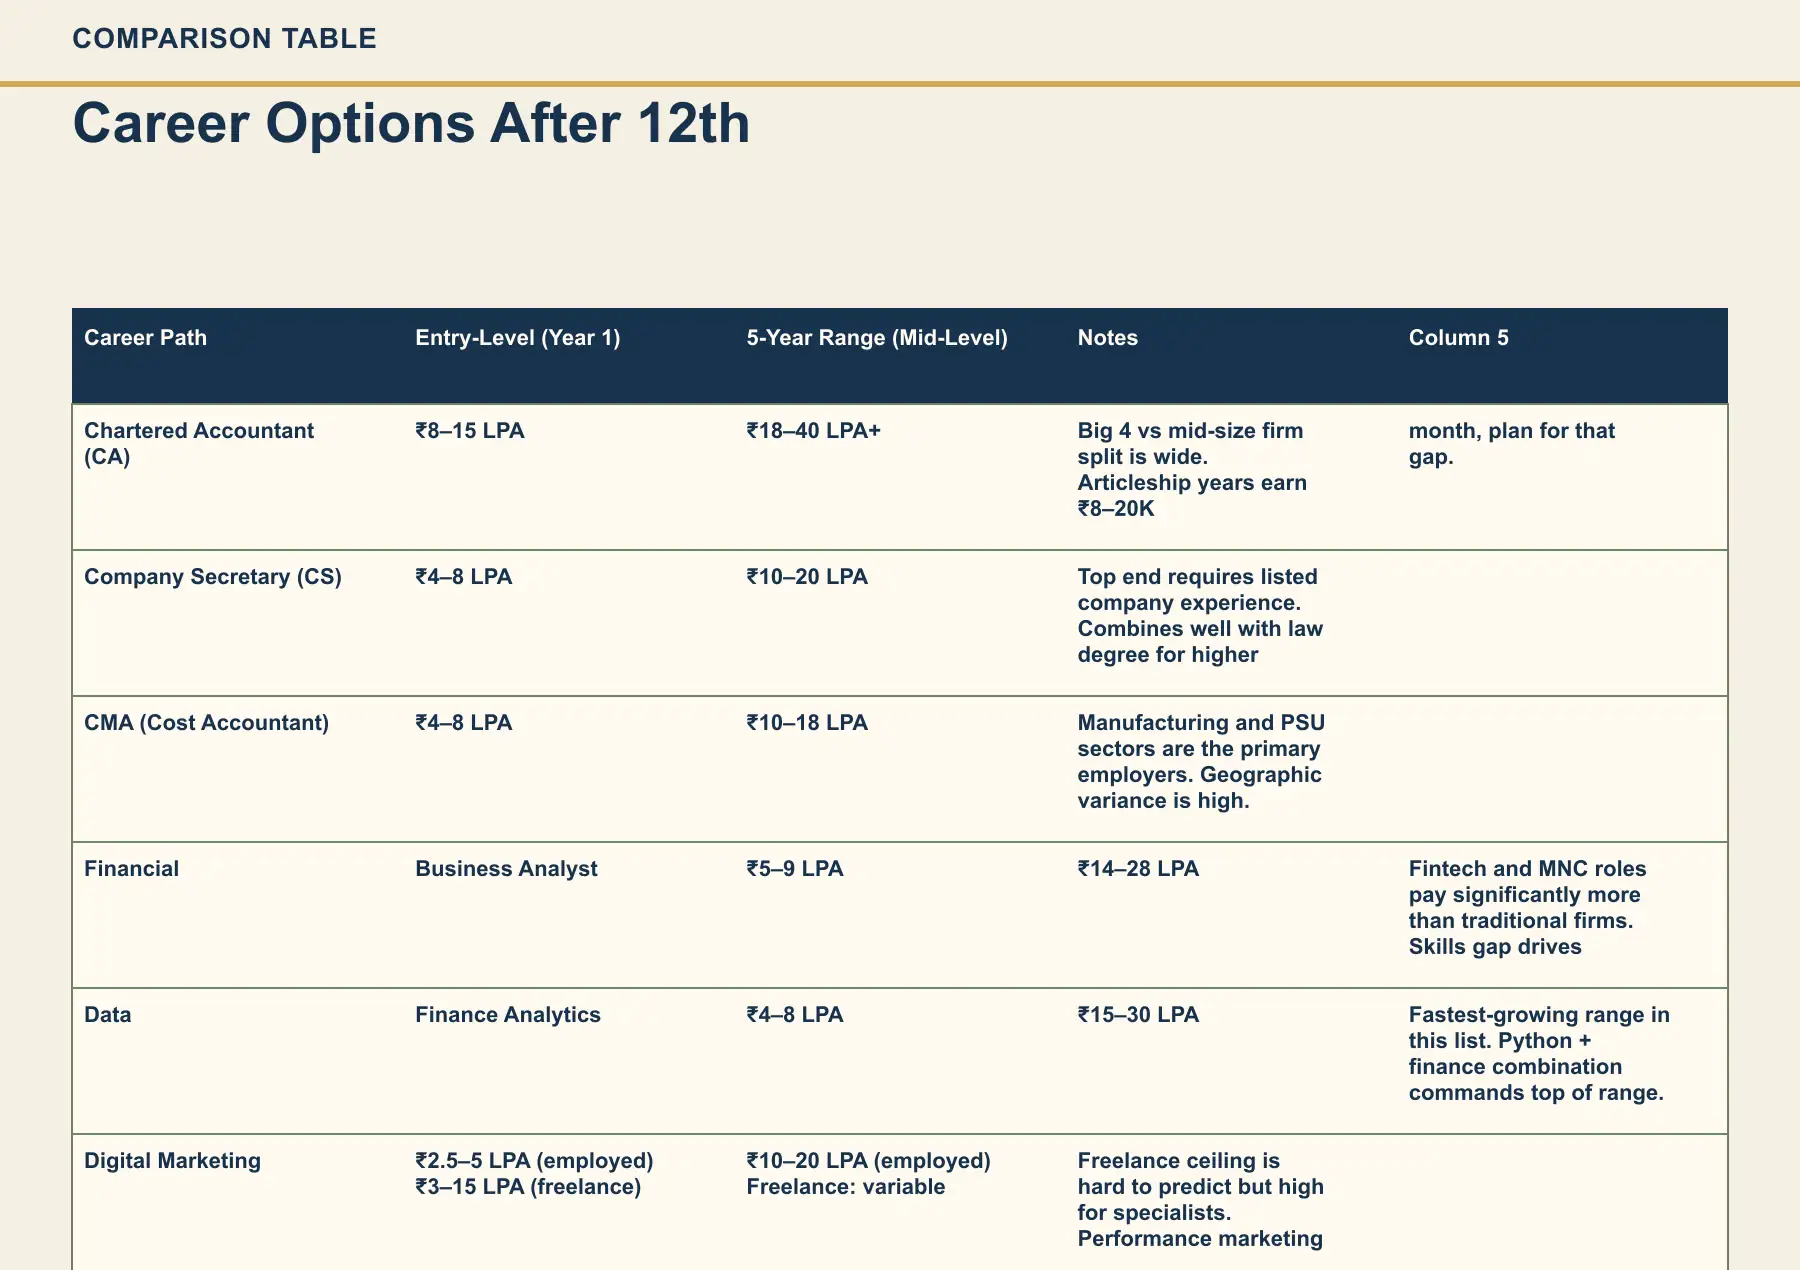 COMPARISON TABLE
Career Options After 12th
Career Path
Entry-Level (Year 1)
5-Year Range (Mid-Level)
Notes
Column 5
Chartered Accountant
(CA)
₹8–15 LPA
₹18–40 LPA+
Big 4 vs mid-size firm
split is wide.
Articleship years earn
₹8–20K
month, plan for that
gap.
Company Secretary (CS)
₹4–8 LPA
₹10–20 LPA
Top end requires listed
company experience.
Combines well with law
degree for higher
CMA (Cost Accountant)
₹4–8 LPA
₹10–18 LPA
Manufacturing and PSU
sectors are the primary
employers. Geographic
variance is high.
Financial
Business Analyst
₹5–9 LPA
₹14–28 LPA
Fintech and MNC roles
pay significantly more
than traditional firms.
Skills gap drives
Data
Finance Analytics
₹4–8 LPA
₹15–30 LPA
Fastest-growing range in
this list. Python +
finance combination
commands top of range.
Digital Marketing
₹2.5–5 LPA (employed)
₹3–15 LPA (freelance)
₹10–20 LPA (employed)
Freelance: variable
Freelance ceiling is
hard to predict but high
for specialists.
Performance marketing